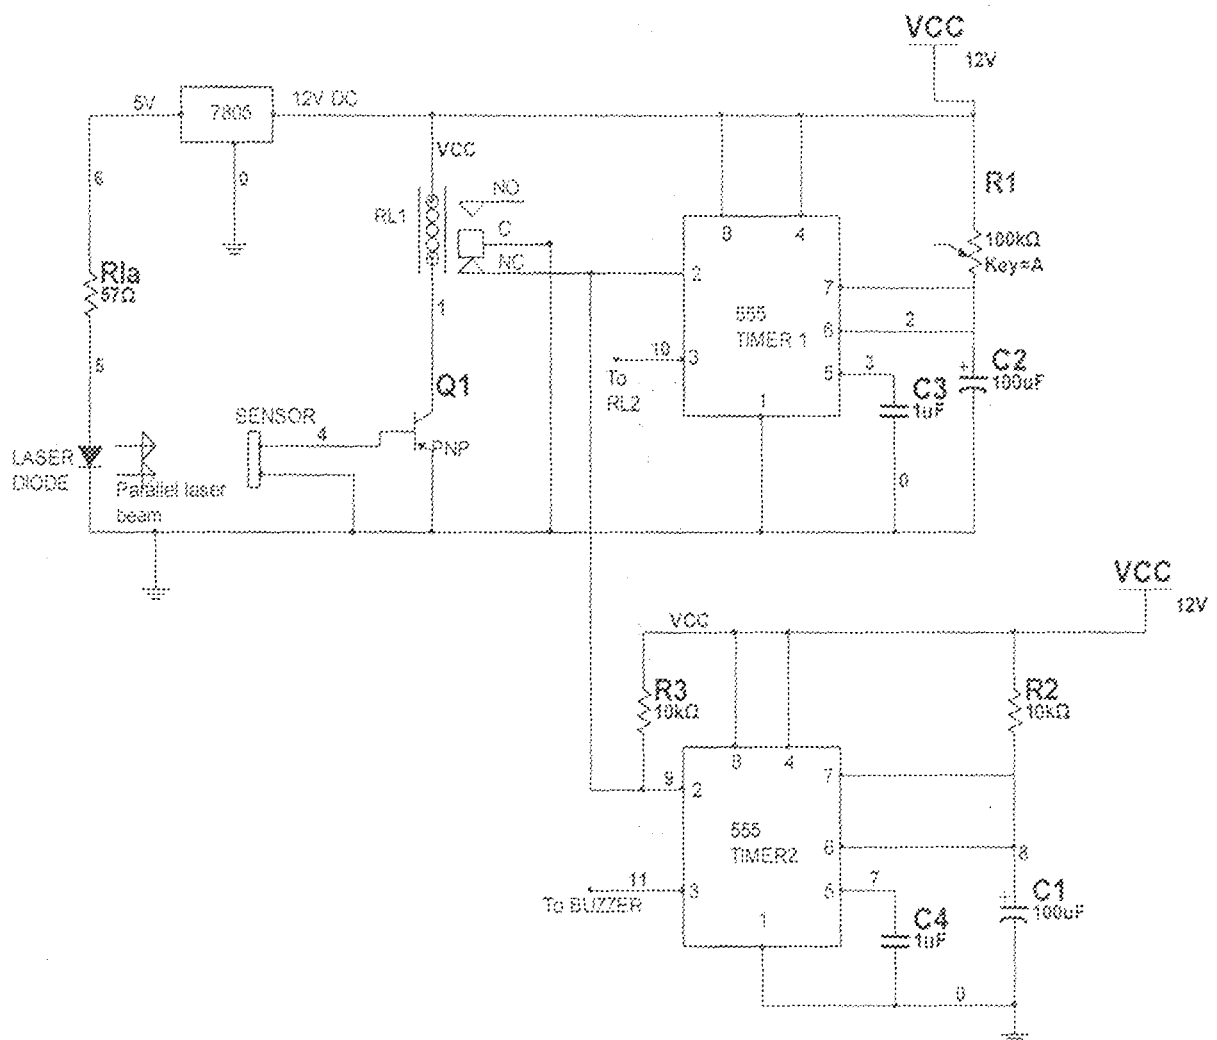 VCC
12V
5V
7805
12V DC
VCC
6
0
NO
RL1
C
NC
R1
100kΩ
Key=A
8
4
Rla
57Ω
1
2
7
555
TIMER 1
6
2
10
3
5
3
To
RL2
C2
100uF
C3
1uF
5
Q1
1
SENSOR
4
PNP
LASER
DIODE
Parallel laser
beam
0
VCC
12V
VCC
R3
10kΩ
R2
10kΩ
8
4
9
2
7
555
TIMER2
6
8
11
3
5
7
To BUZZER
1
C4
1uF
C1
100uF
0